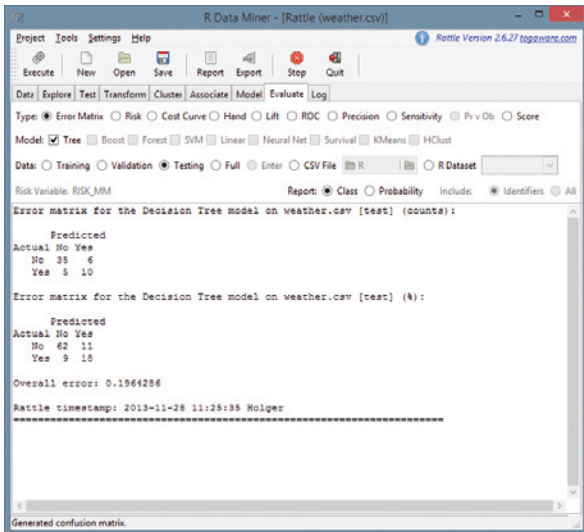 R Data Miner - [Rattle (weather.csv)]
Project Tools Settings Help
Rattle Version 2.6.27 togaware.com
Execute New Open Save Report Export Stop Quit
Data Explore Test Transform Cluster Associate Model Evaluate Log
Type: Error Matrix Risk Cost Curve Hand Lift ROC Precision Sensitivity Pr v Ob Score
Model: Tree Boost Forest SVM Linear Neural Net Survival KMeans HClust
Data: Training Validation Testing Full Enter CSV File R R Dataset
Risk Variable: RISK_MM Report: Class Probability Include: Identifiers All
Error matrix for the Decision Tree model on weather.csv [test] (counts):
Predicted
Actual No Yes
No 35 6
Yes 5 10
Error matrix for the Decision Tree model on weather.csv [test] (%):
Predicted
Actual No Yes
No 62 11
Yes 9 18
Overall error: 0.1964286
Rattle timestamp: 2013-11-28 11:25:35 Holger
======================================================================
Generated confusion matrix.